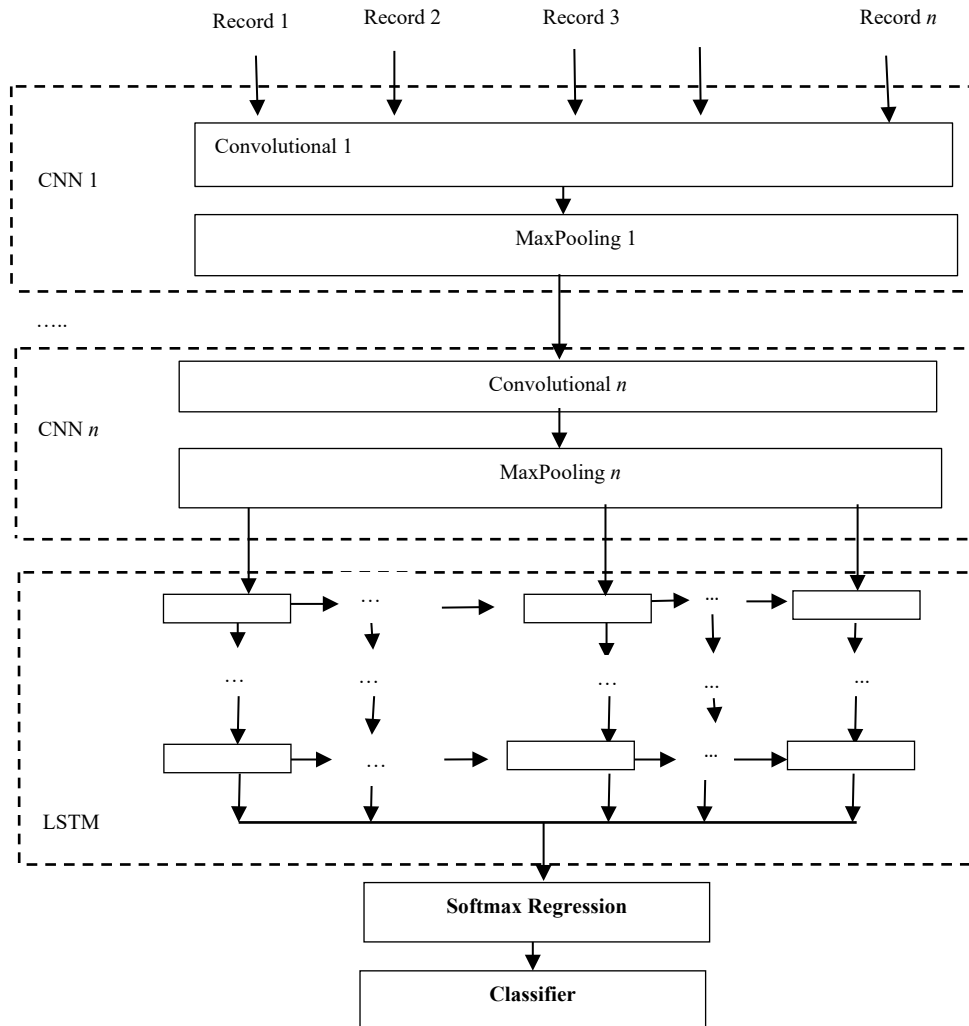 Record 1 Record 2 Record 3 Record n
Convolutional 1
CNN 1
MaxPooling 1
…..
Convolutional n
CNN n
MaxPooling n
… ...
… … … ... ...
… ...
LSTM
Softmax Regression
Classifier